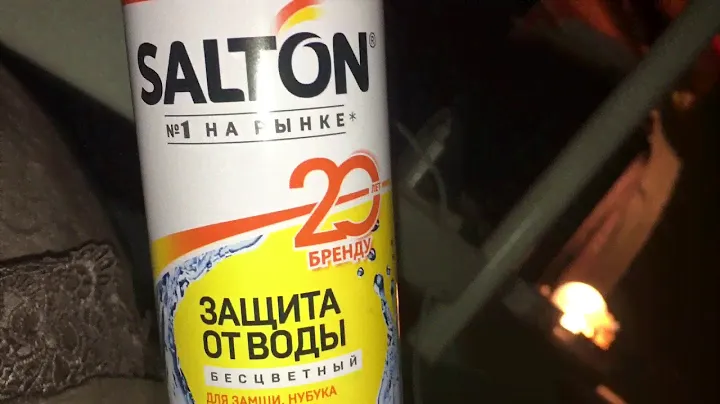 SALTON®
№1 НА РЫНКЕ*
20 ЛЕТ
БРЕНДУ
ЗАЩИТА
ОТ ВОДЫ
БЕСЦВЕТНЫЙ
ДЛЯ ЗАМШИ, НУБУКА